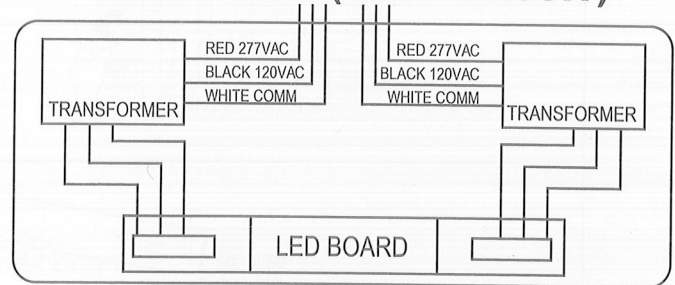 RED 277VAC
BLACK 120VAC
WHITE COMM
TRANSFORMER
RED 277VAC
BLACK 120VAC
WHITE COMM
TRANSFORMER
LED BOARD